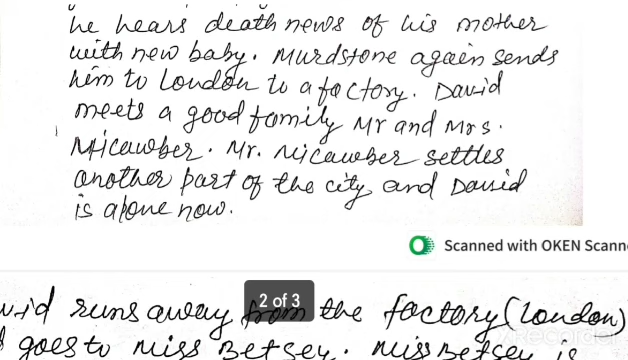 he hears death news of his mother
with new baby. Murdstone again sends
him to London to a factory. David
meets a good family Mr and Mrs.
Micawber. Mr. Micawber settles
another part of the city and David
is alone now.
Scanned with OKEN Scann
vid runs away from the factory (London)
2 of 3
goes to Miss Betsey. Miss Betsey is